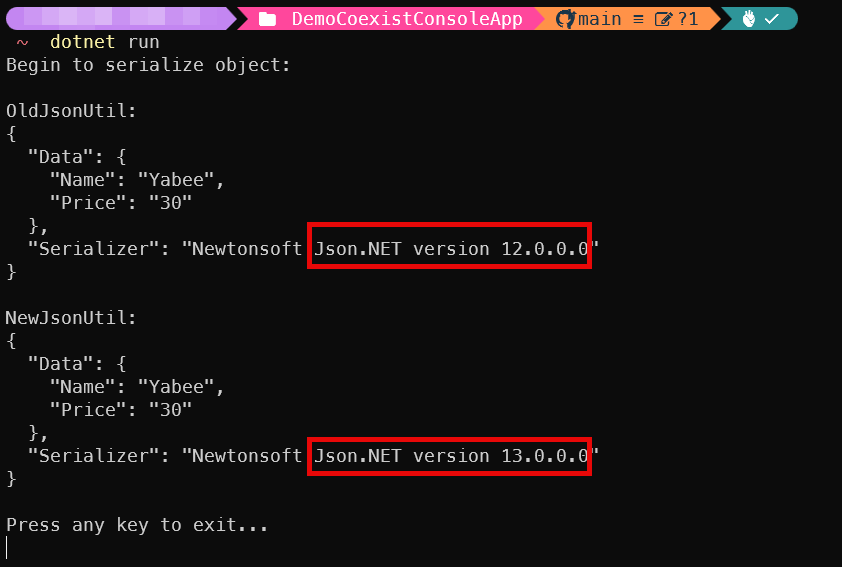 DemoCoexistConsoleApp main ≡ ?1
~ dotnet run
Begin to serialize object:
OldJsonUtil:
{
"Data": {
"Name": "Yabee",
"Price": "30"
},
"Serializer": "Newtonsoft Json.NET version 12.0.0.0"
}
NewJsonUtil:
{
"Data": {
"Name": "Yabee",
"Price": "30"
},
"Serializer": "Newtonsoft Json.NET version 13.0.0.0"
}
Press any key to exit...